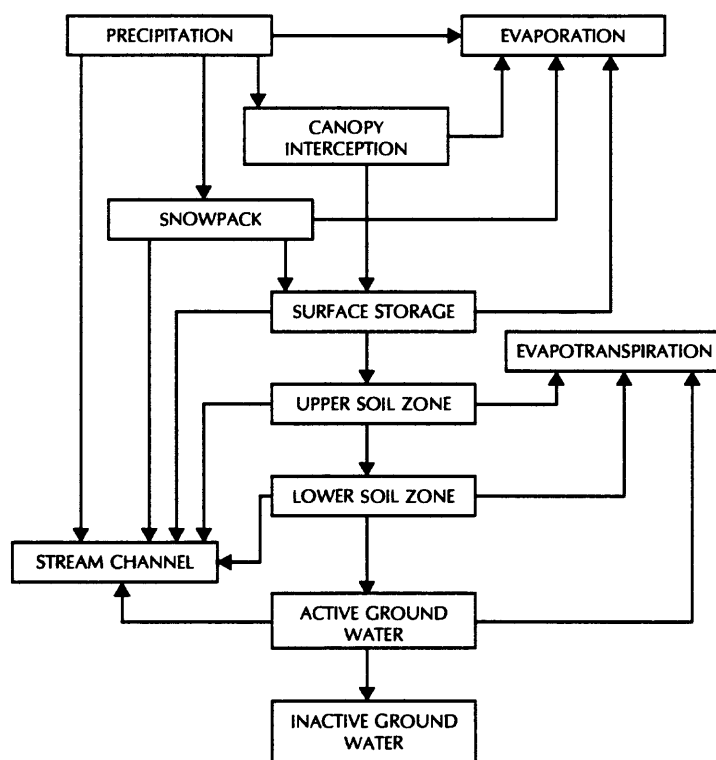 PRECIPITATION
EVAPORATION
CANOPY
INTERCEPTION
SNOWPACK
SURFACE STORAGE
EVAPOTRANSPIRATION
UPPER SOIL ZONE
LOWER SOIL ZONE
STREAM CHANNEL
ACTIVE GROUND
WATER
INACTIVE GROUND
WATER